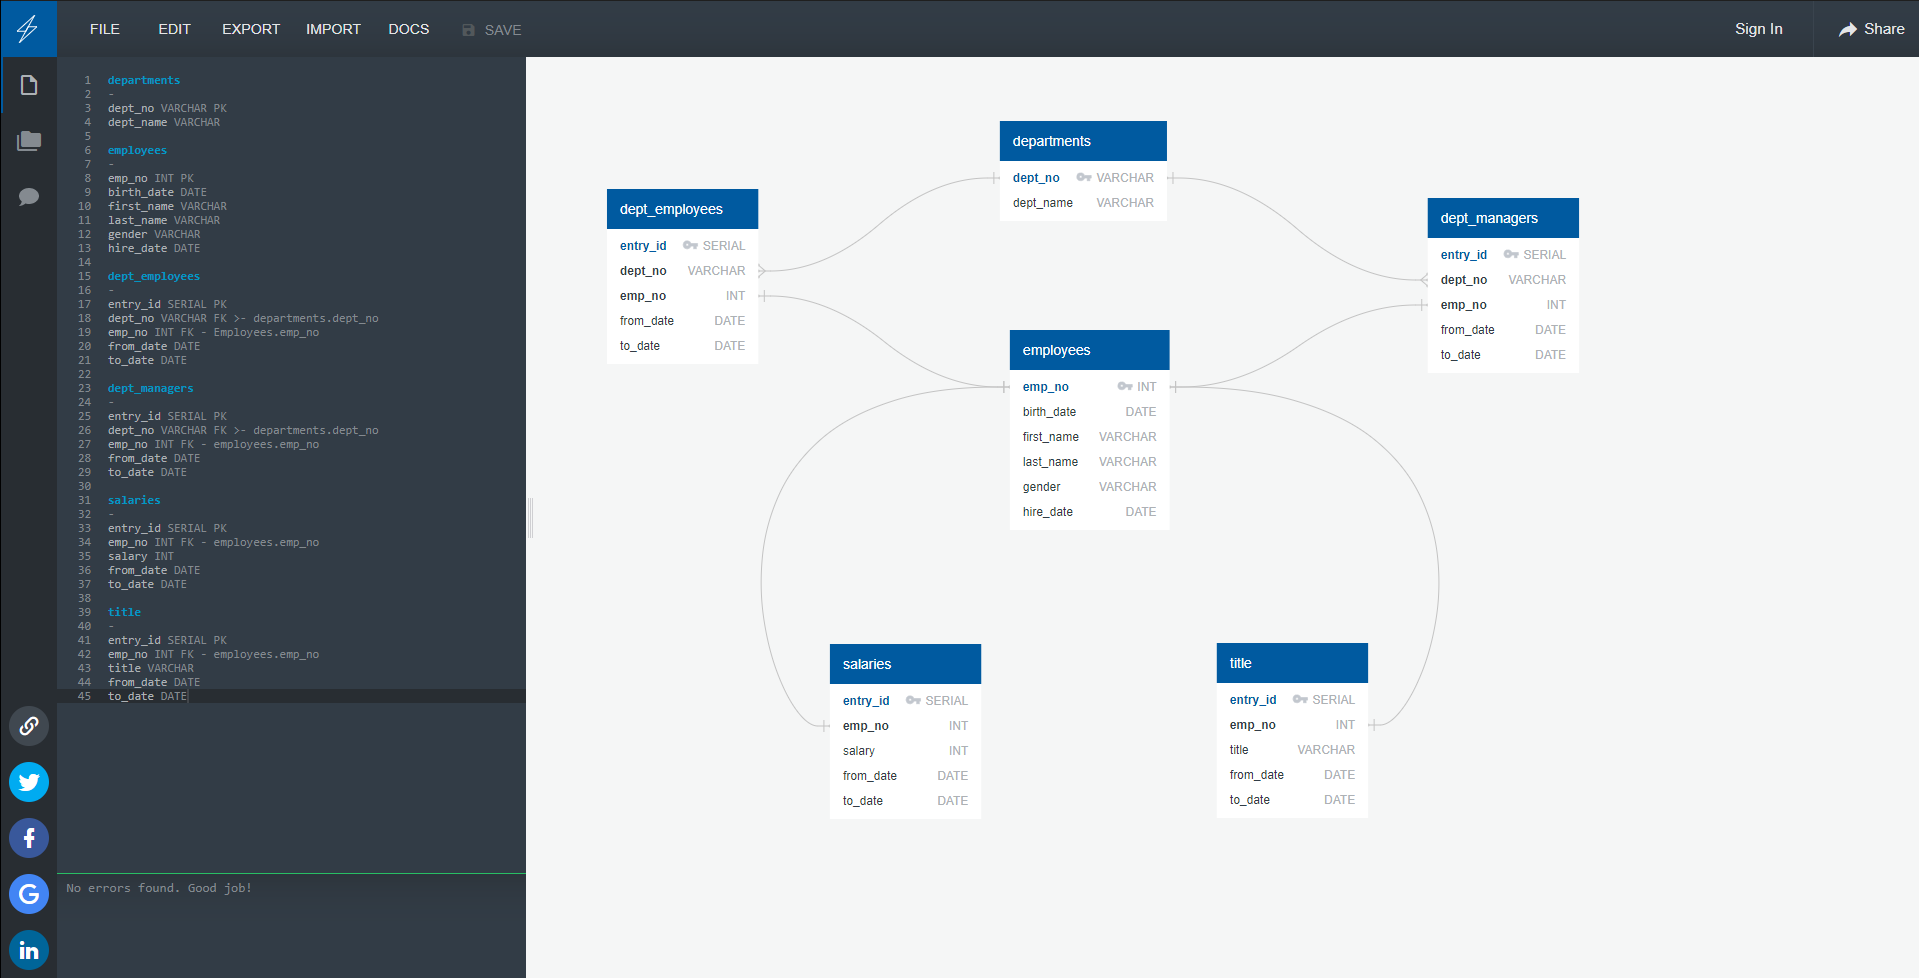 FILE EDIT EXPORT IMPORT DOCS SAVE Sign In Share
1 departments
2 -
3 dept_no VARCHAR PK
4 dept_name VARCHAR
5
6 employees
7 -
8 emp_no INT PK
9 birth_date DATE
10 first_name VARCHAR
11 last_name VARCHAR
12 gender VARCHAR
13 hire_date DATE
14
15 dept_employees
16 -
17 entry_id SERIAL PK
18 dept_no VARCHAR FK >- departments.dept_no
19 emp_no INT FK - Employees.emp_no
20 from_date DATE
21 to_date DATE
22
23 dept_managers
24 -
25 entry_id SERIAL PK
26 dept_no VARCHAR FK >- departments.dept_no
27 emp_no INT FK - employees.emp_no
28 from_date DATE
29 to_date DATE
30
31 salaries
32 -
33 entry_id SERIAL PK
34 emp_no INT FK - employees.emp_no
35 salary INT
36 from_date DATE
37 to_date DATE
38
39 title
40 -
41 entry_id SERIAL PK
42 emp_no INT FK - employees.emp_no
43 title VARCHAR
44 from_date DATE
45 to_date DATE
No errors found. Good job!
f
G
in
departments
dept_no VARCHAR
dept_name VARCHAR
dept_employees
entry_id SERIAL
dept_no VARCHAR
emp_no INT
from_date DATE
to_date DATE
dept_managers
entry_id SERIAL
dept_no VARCHAR
emp_no INT
from_date DATE
to_date DATE
employees
emp_no INT
birth_date DATE
first_name VARCHAR
last_name VARCHAR
gender VARCHAR
hire_date DATE
salaries
entry_id SERIAL
emp_no INT
salary INT
from_date DATE
to_date DATE
title
entry_id SERIAL
emp_no INT
title VARCHAR
from_date DATE
to_date DATE